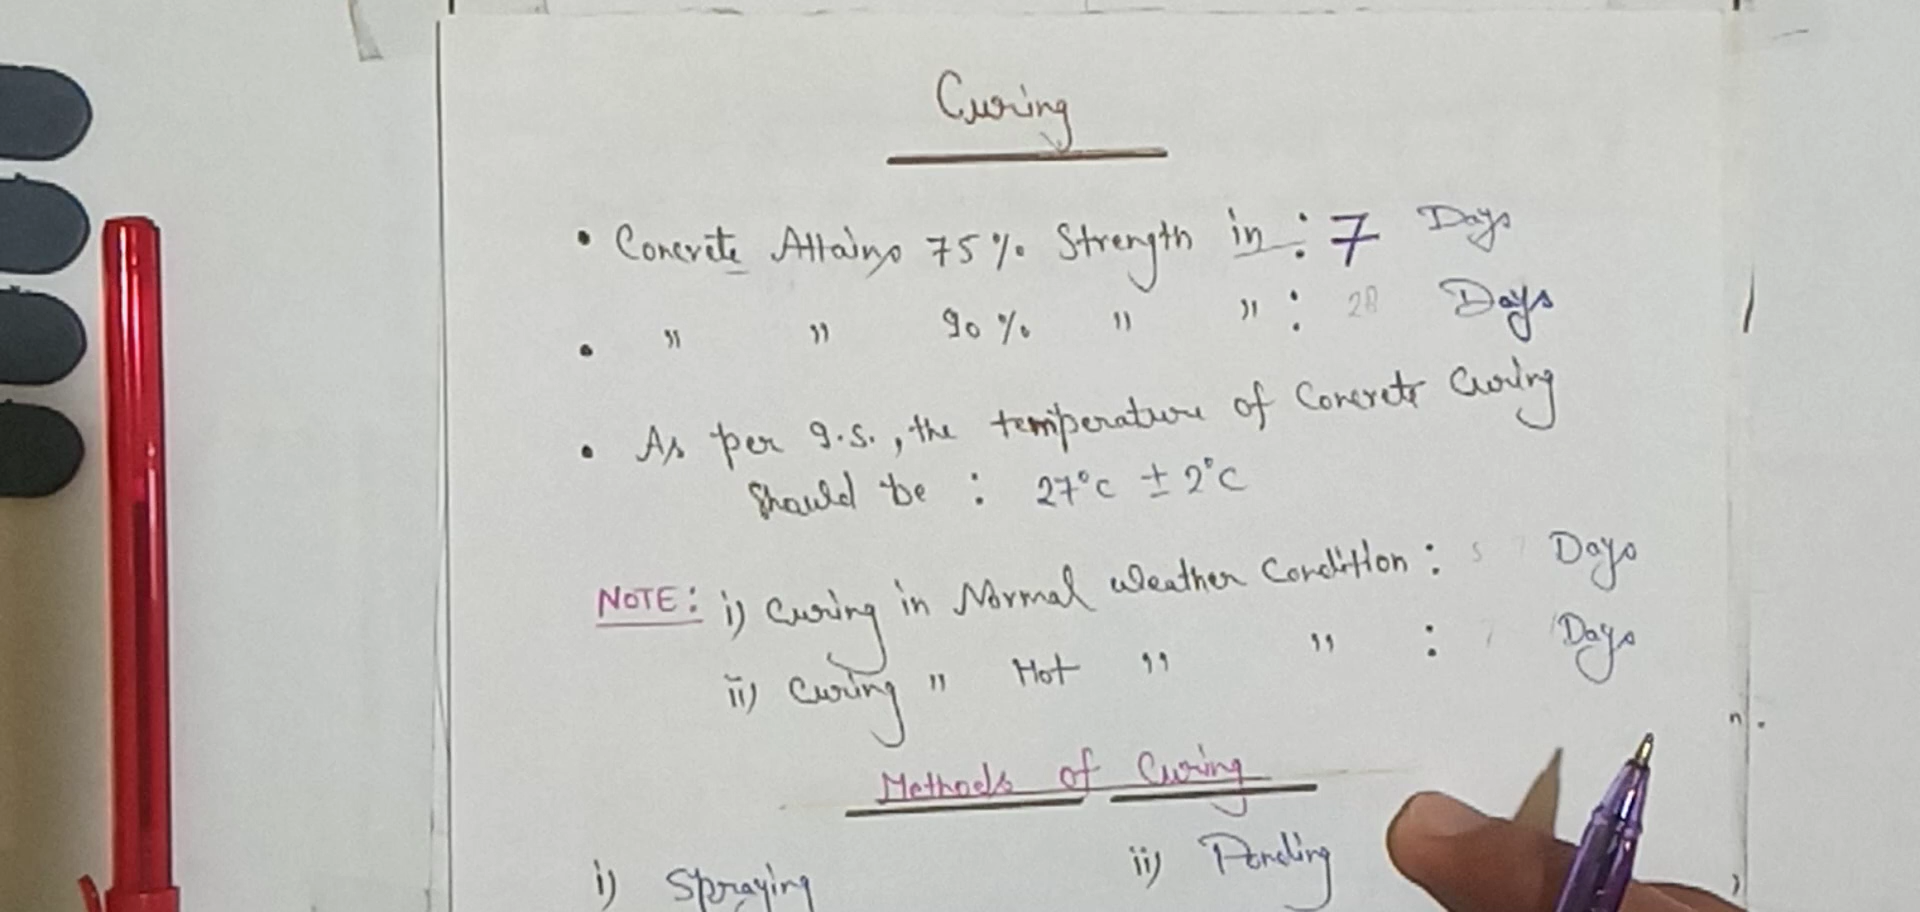 Curing
• Concrete Attains 75% Strength in : 7 Days
• " " 90% " " : 28 Days
• As per I.S., the temperature of Concrete Curing
Should be : 27°C ± 2°C
NOTE: i) Curing in Normal Weather Condition : Days
ii) Curing " Hot " " : Days
Methods of Curing
i) Spraying ii) Ponding